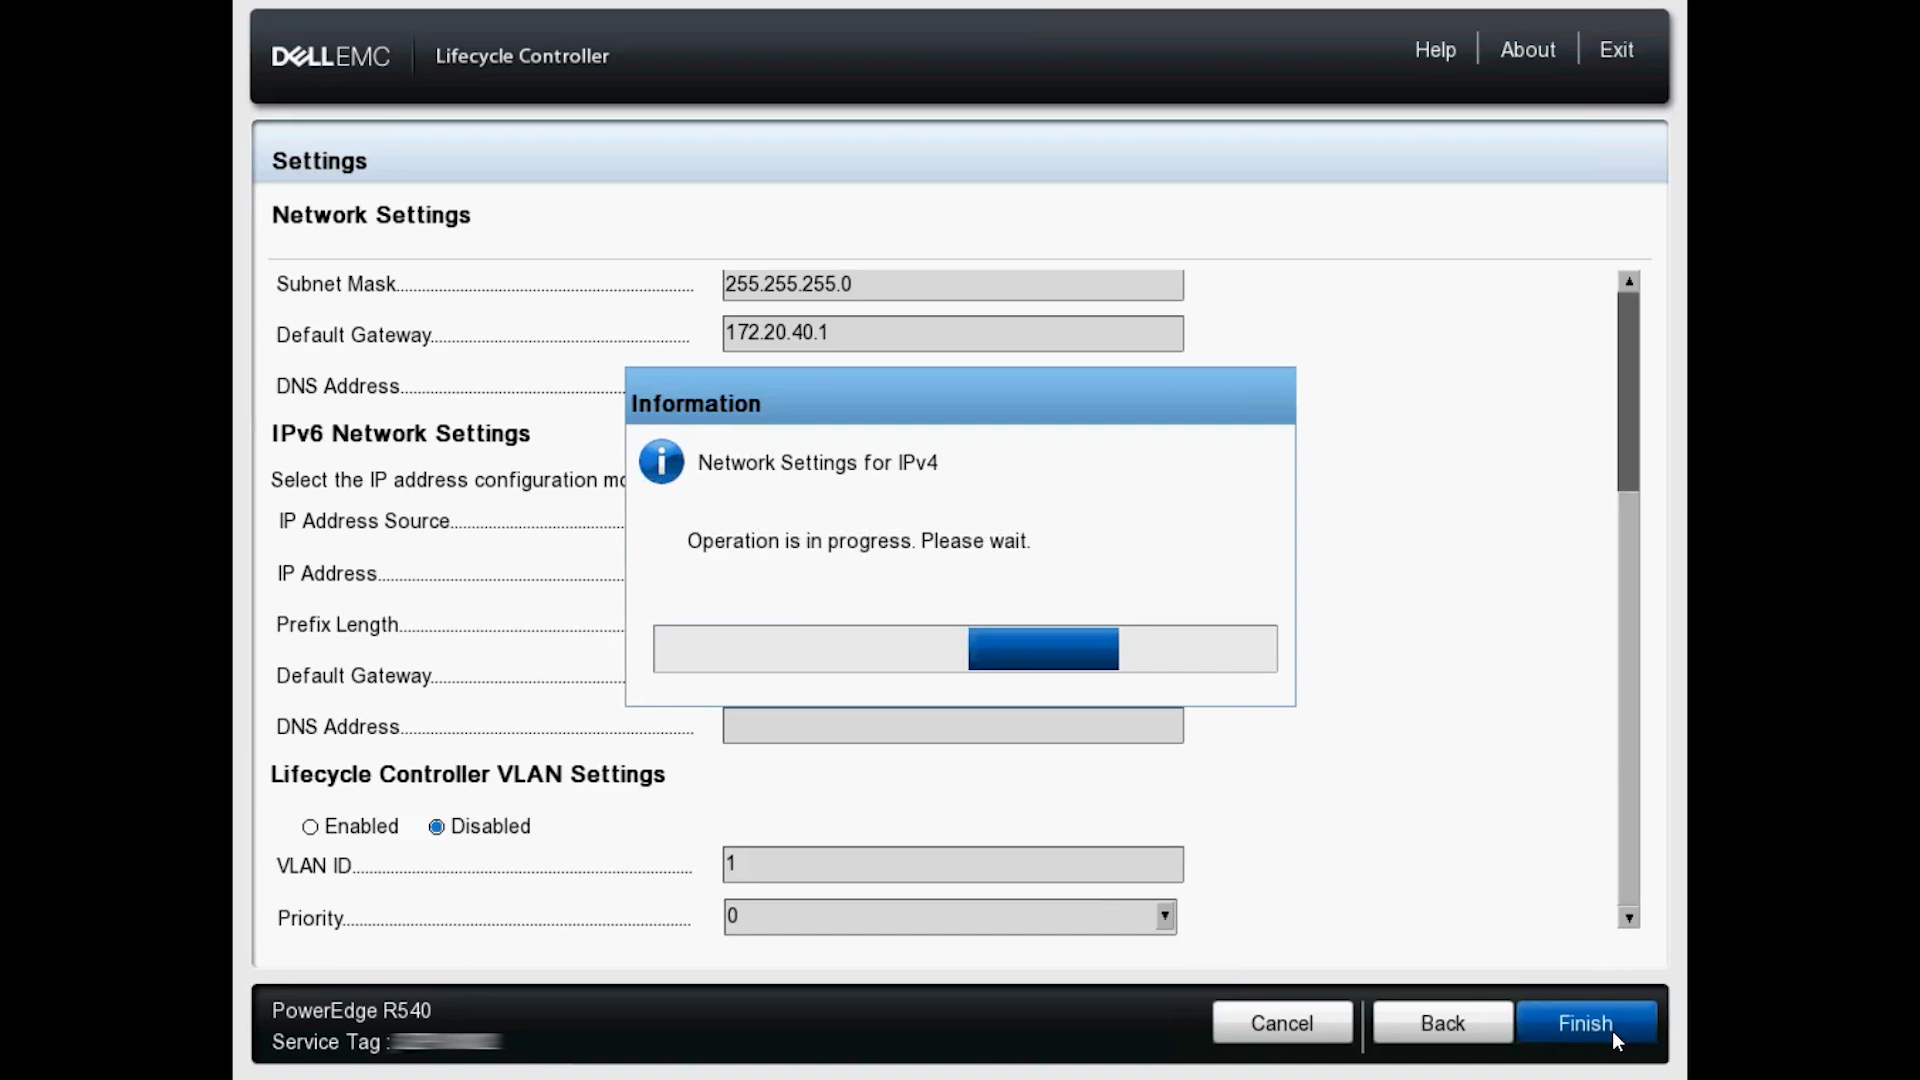 DELLEMC
Lifecycle Controller
Help
About
Exit
Settings
Network Settings
Subnet Mask
255.255.255.0
Default Gateway
172.20.40.1
DNS Address
Information
IPv6 Network Settings
Network Settings for IPv4
Select the IP address configuration
IP Address Source
Operation is in progress. Please wait.
IP Address
Prefix Length
Default Gateway
DNS Address
Lifecycle Controller VLAN Settings
Enabled
Disabled
VLAN ID
1
Priority
0
PowerEdge R540
Service Tag :
Cancel
Back
Finish